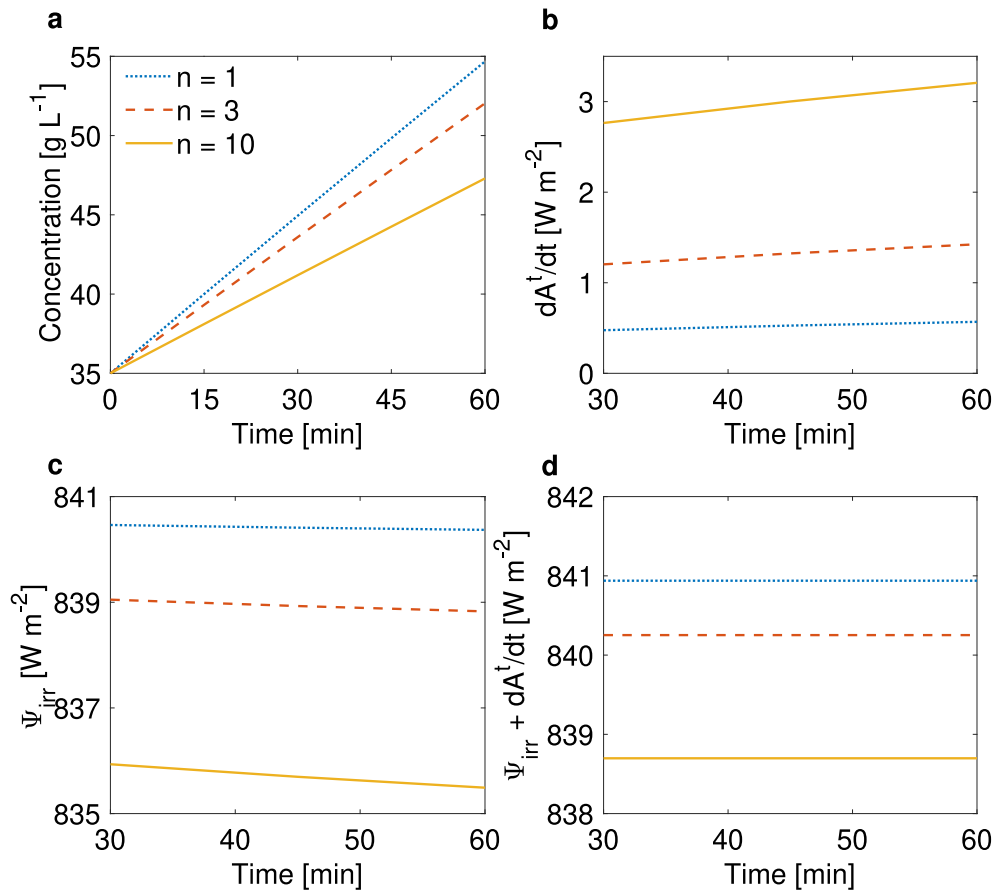 a
Concentration [g L-1]
55
50
45
40
35
n = 1
n = 3
n = 10
0 15 30 45 60
Time [min]
b
dAt/dt [W m-2]
3
2
1
0
30 40 50 60
Time [min]
c
Ψirr [W m-2]
841
839
837
835
30 40 50 60
Time [min]
d
Ψirr + dAt/dt [W m-2]
842
841
840
839
838
30 40 50 60
Time [min]